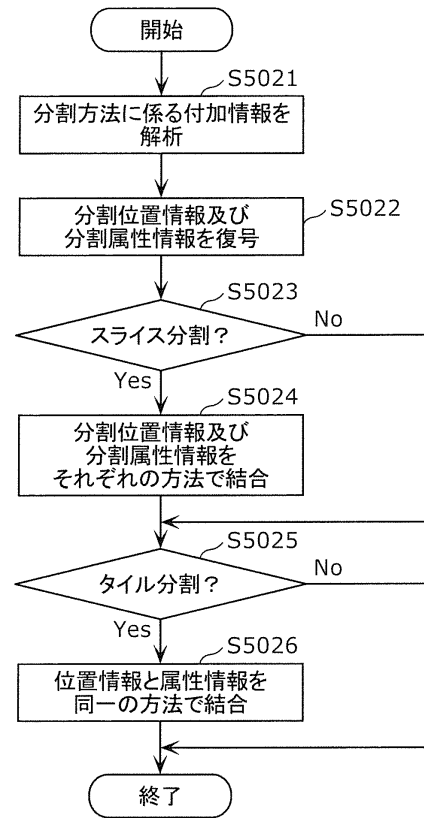 開始
S5021
分割方法に係る付加情報を
解析
S5022
分割位置情報及び
分割属性情報を復号
S5023
スライス分割？
No
Yes
S5024
分割位置情報及び
分割属性情報を
それぞれの方法で結合
S5025
タイル分割？
No
Yes
S5026
位置情報と属性情報を
同一の方法で結合
終了